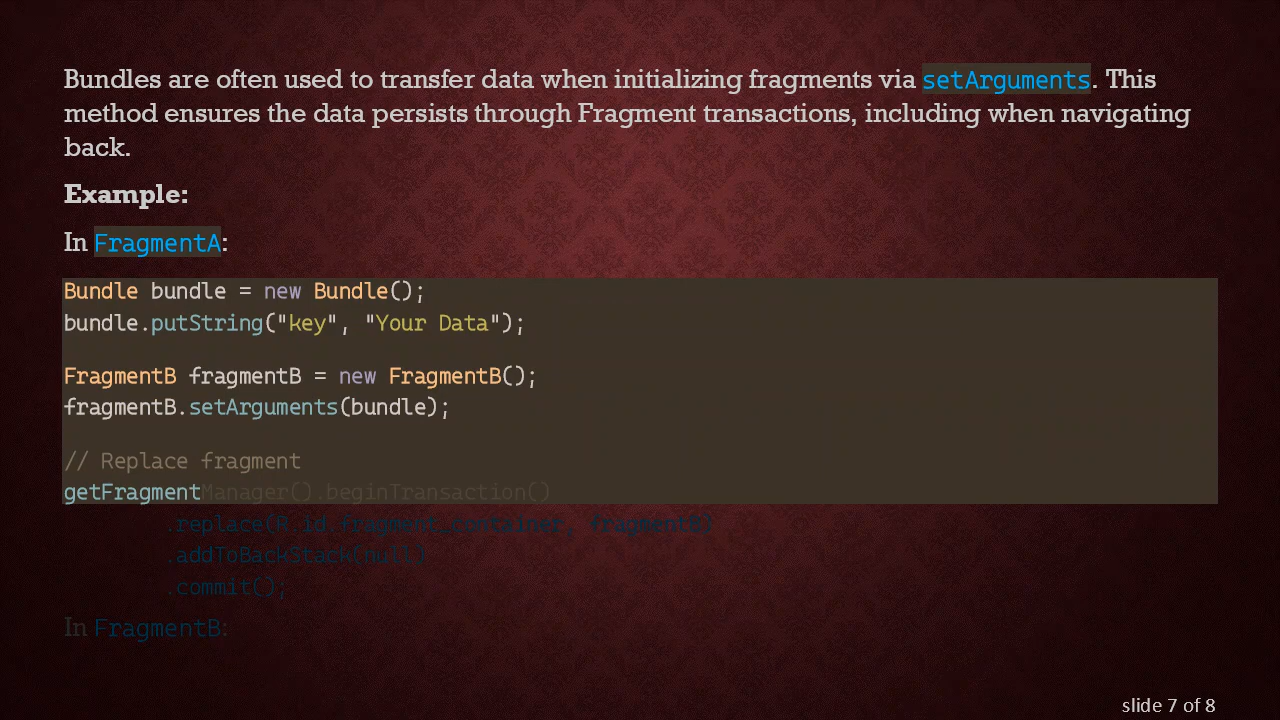 Bundles are often used to transfer data when initializing fragments via setArguments. This
method ensures the data persists through Fragment transactions, including when navigating
back.
Example:
In FragmentA:
Bundle bundle = new Bundle();
bundle.putString("key", "Your Data");
FragmentB fragmentB = new FragmentB();
fragmentB.setArguments(bundle);
// Replace fragment
getFragmentManager().beginTransaction()
.replace(R.id.fragment_container, fragmentB)
.addToBackStack(null)
.commit();
In FragmentB:
slide 7 of 8